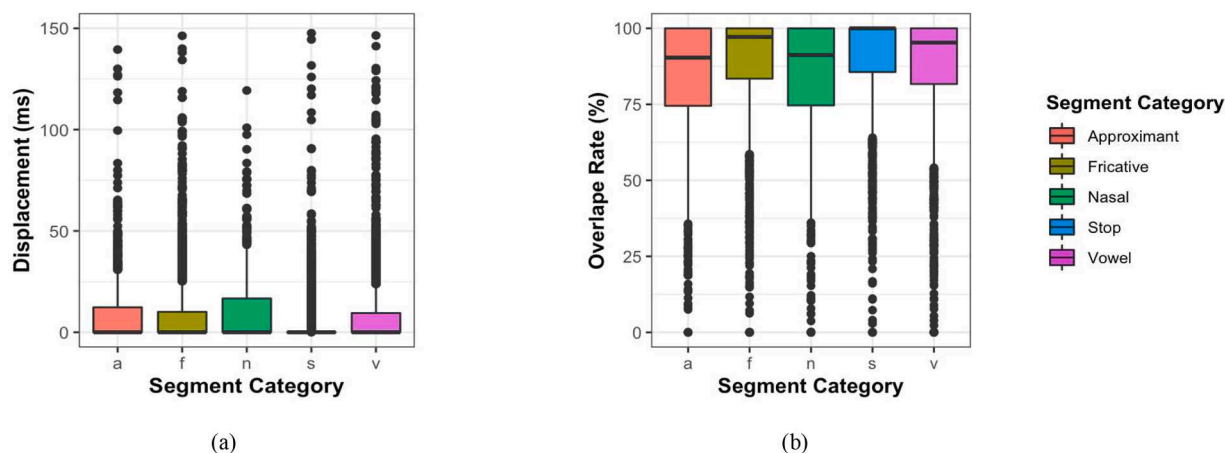 150
100
50
0
Displacement (ms)
a f n s v
Segment Category
(a)
100
75
50
25
0
Overlape Rate (%)
a f n s v
Segment Category
(b)
Segment Category
Approximant
Fricative
Nasal
Stop
Vowel